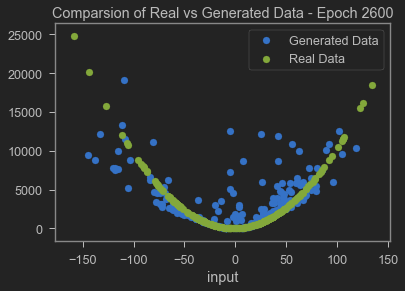 Comparsion of Real vs Generated Data - Epoch 2600
25000
20000
15000
10000
5000
0
Generated Data
Real Data
−150 −100 −50 0 50 100 150
input